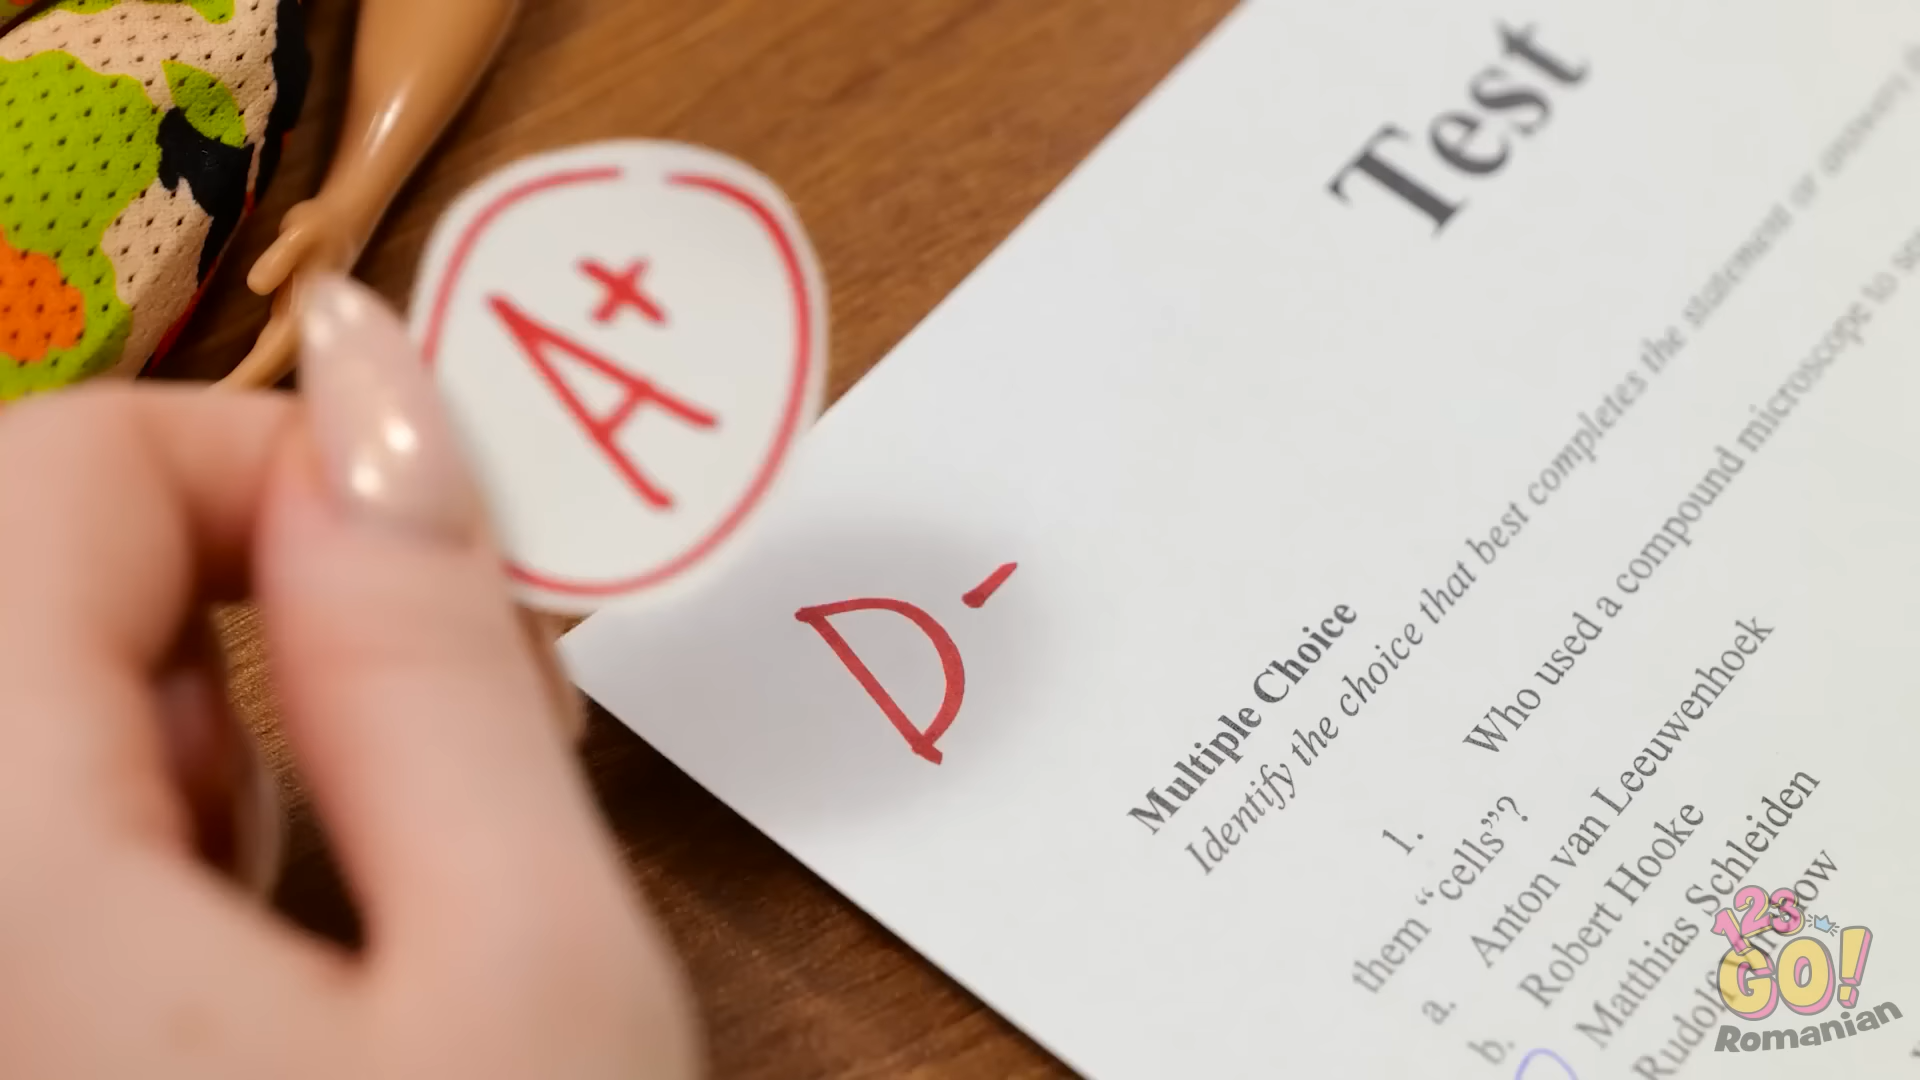 A+
D-
Test
Multiple Choice
Identify the choice that best completes the statement or answers
1. Who used a compound microscope to
them “cells”?
a. Anton van Leeuwenhoek
b. Robert Hooke
Matthias Schleiden
Rudolf
123
GO!
Romanian